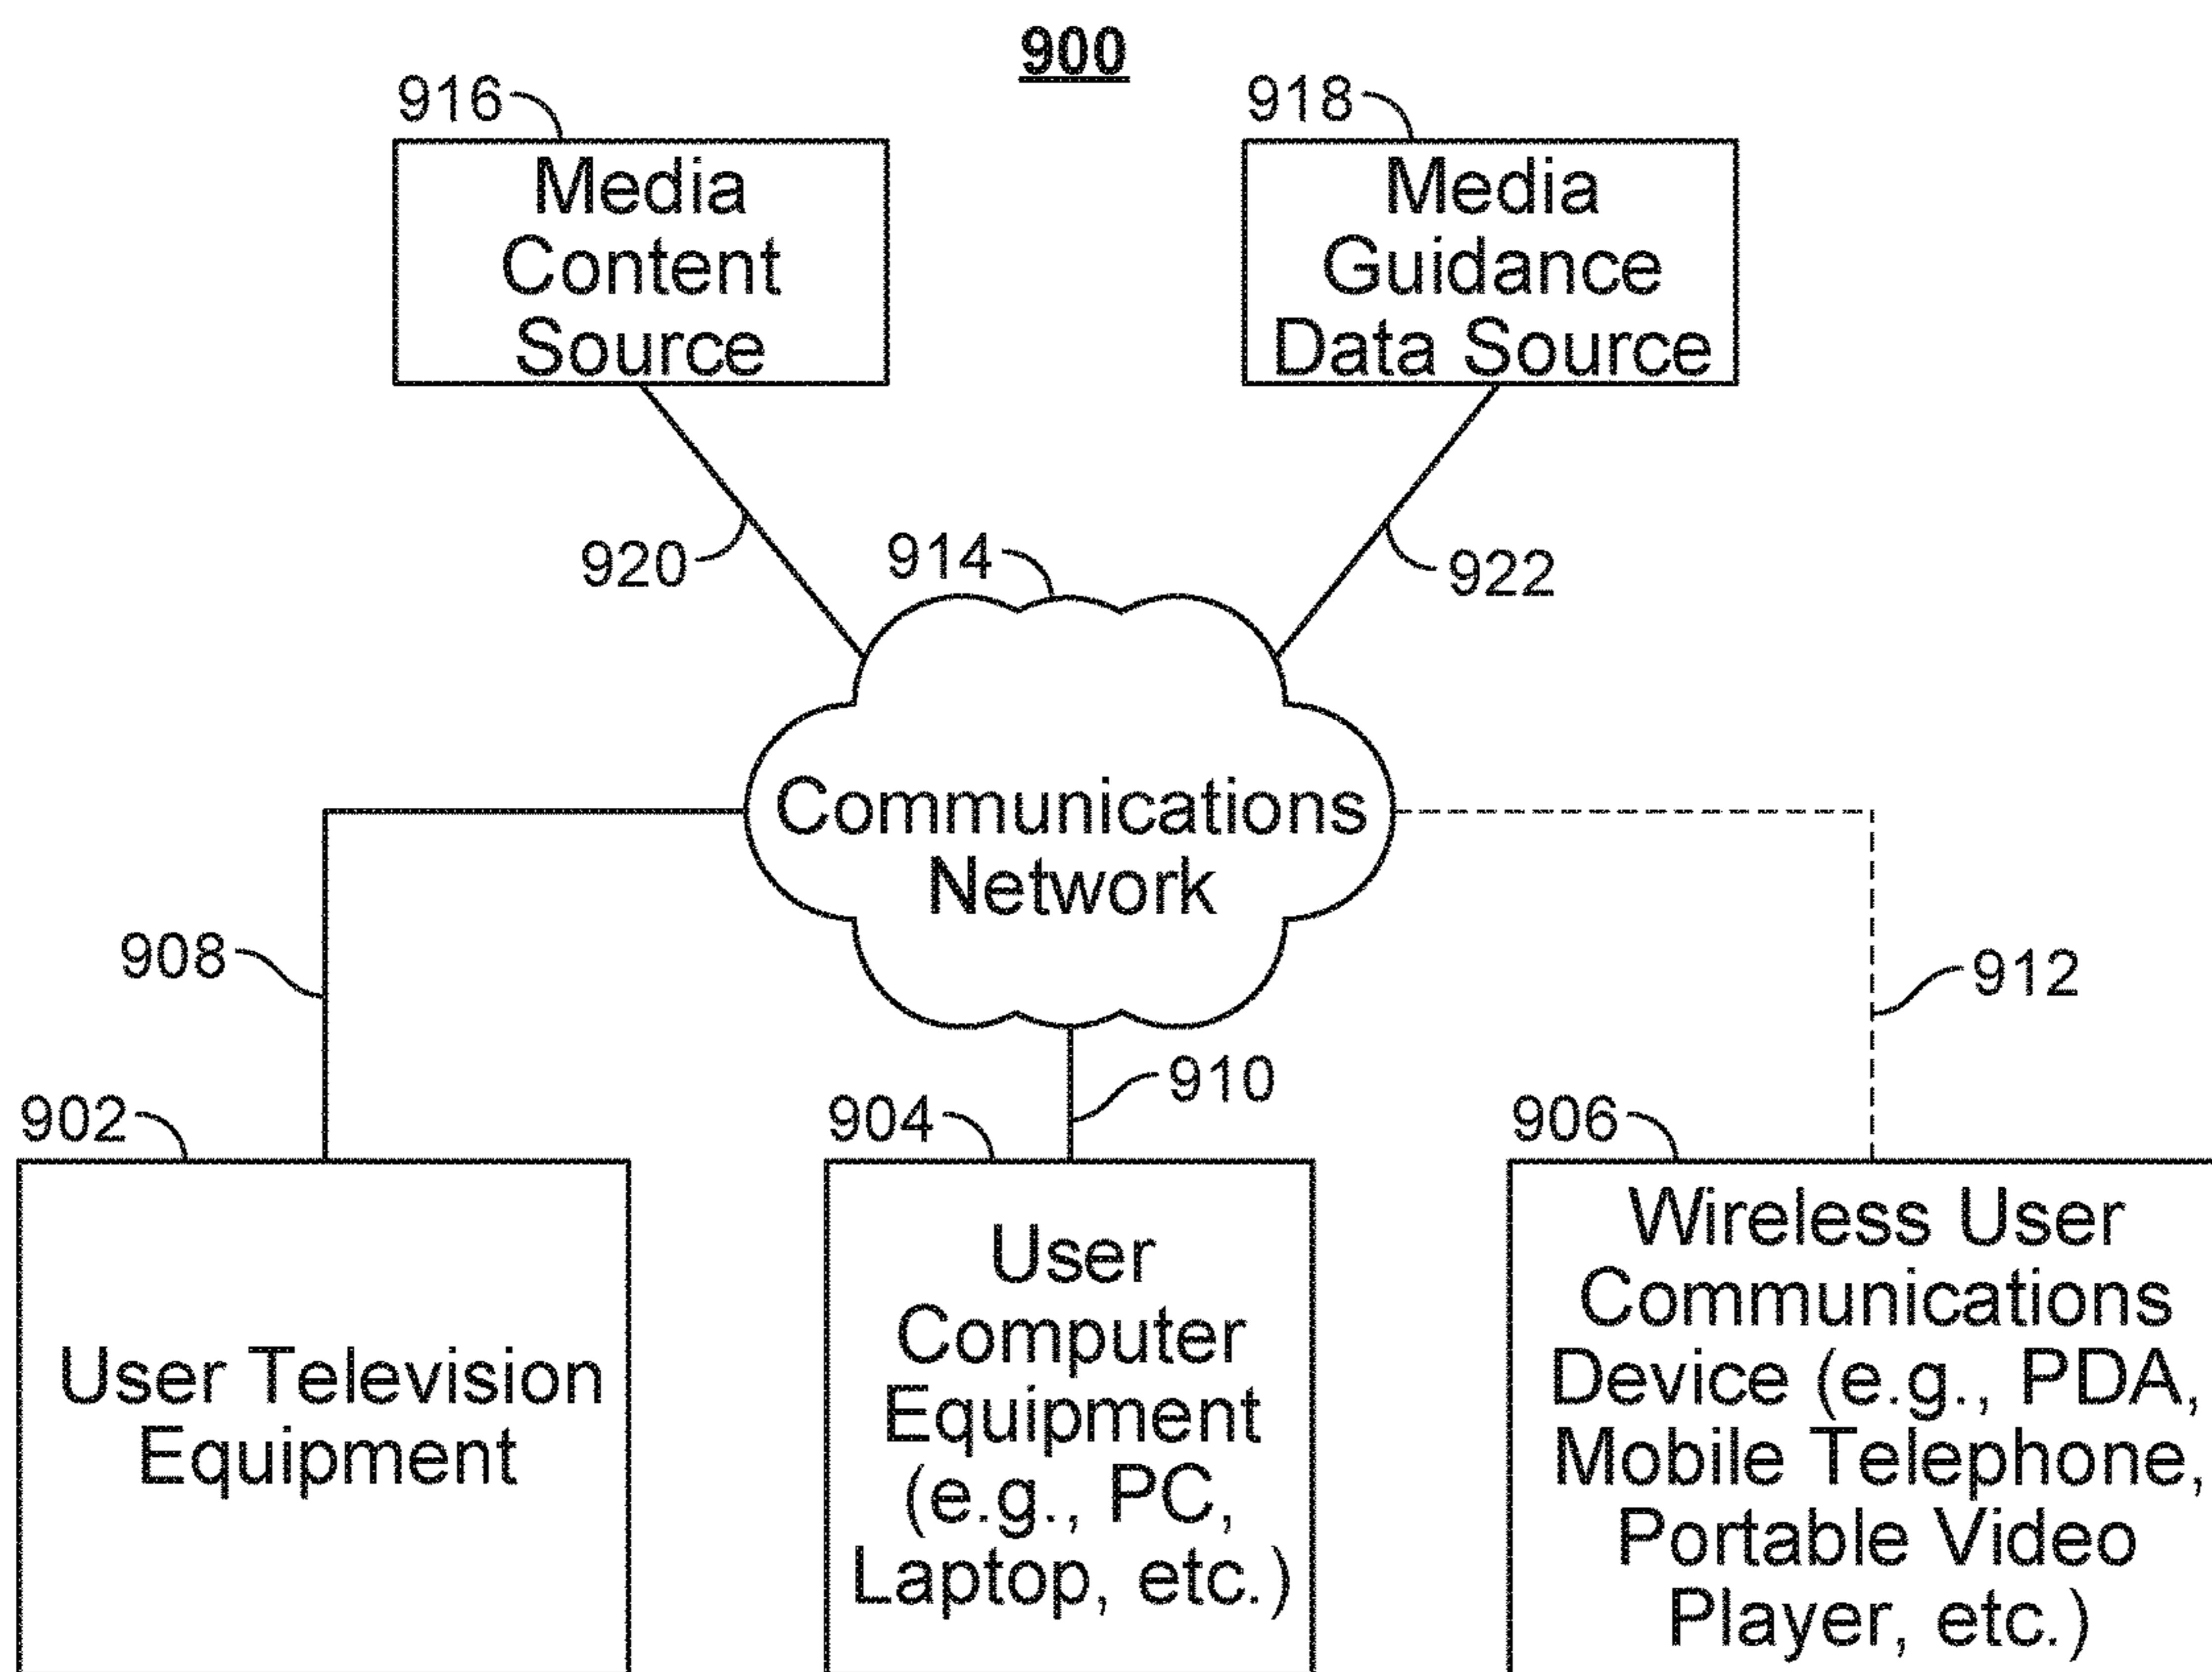 900
916
918
Media
Content
Source
Media
Guidance
Data Source
920
914
922
Communications
Network
908
912
910
902
904
906
User Television
Equipment
User
Computer
Equipment
(e.g., PC,
Laptop, etc.)
Wireless User
Communications
Device (e.g., PDA,
Mobile Telephone,
Portable Video
Player, etc.)